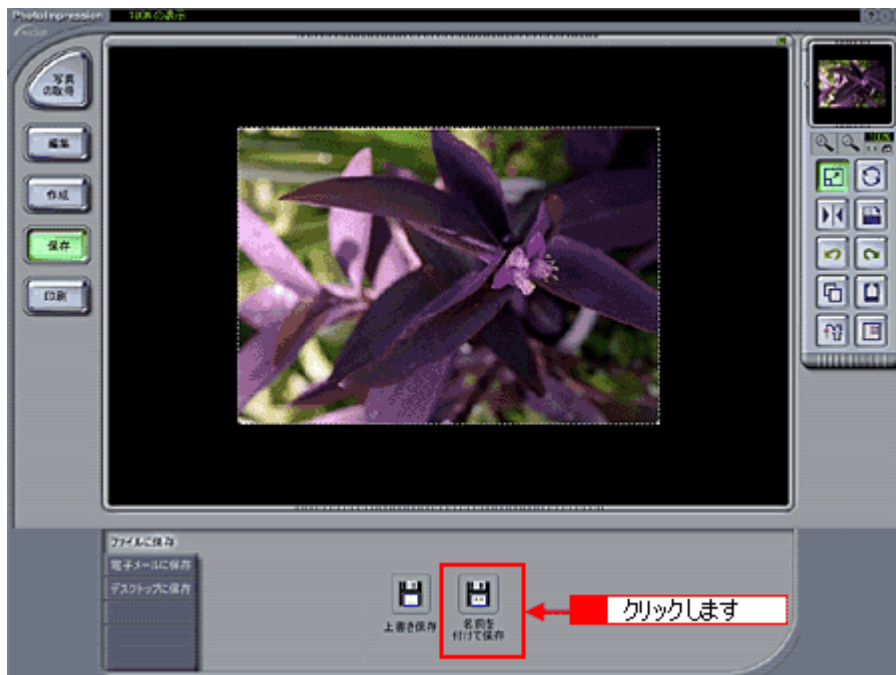 PhotoImpression
100% の表示
写真
の取得
編集
作成
保存
印刷
ファイルに保存
電子メールに保存
デスクトップに保存
上書き保存
名前を
付けて保存
クリックします